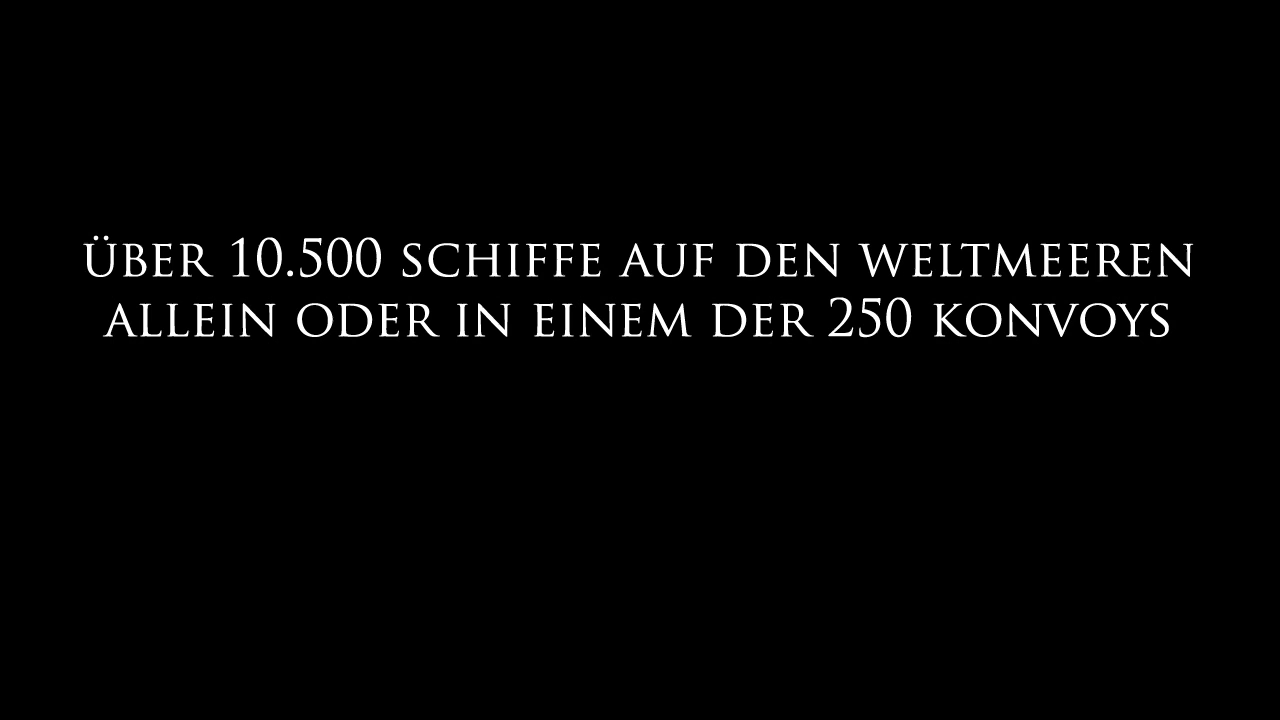 ÜBER 10.500 SCHIFFE AUF DEN WELTMEEREN
ALLEIN ODER IN EINEM DER 250 KONVOYS